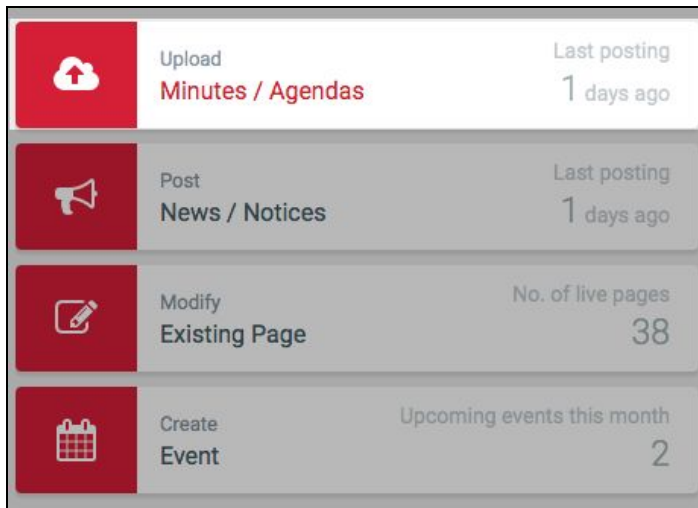 Upload
Minutes / Agendas
Last posting
1 days ago
Post
News / Notices
Last posting
1 days ago
Modify
Existing Page
No. of live pages
38
Create
Event
Upcoming events this month
2